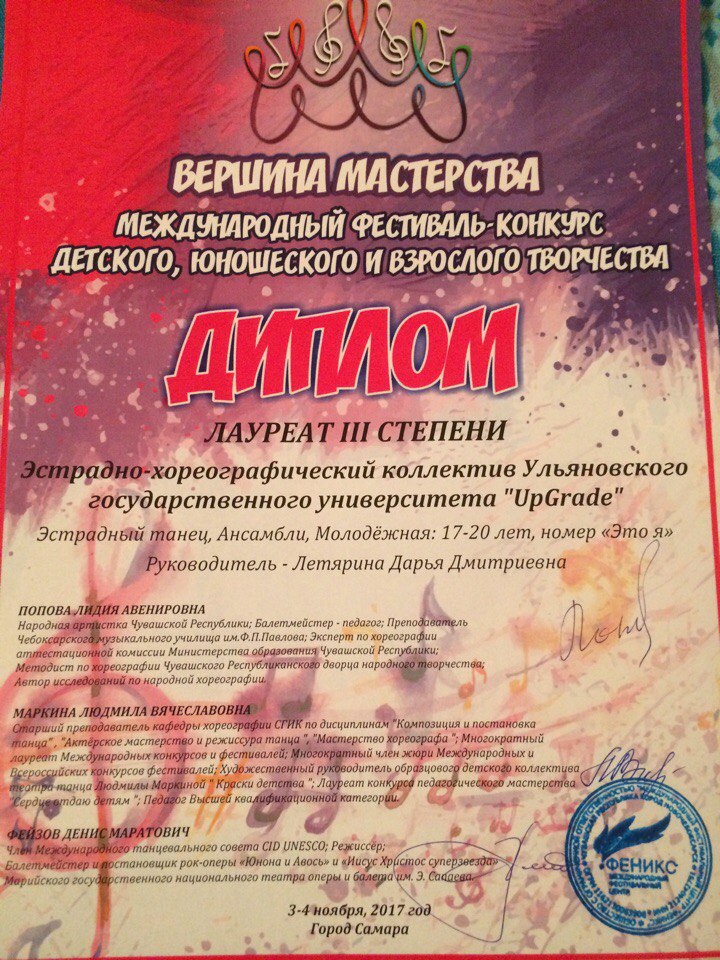 ВЕРШИНА МАСТЕРСТВА
МЕЖДУНАРОДНЫЙ ФЕСТИВАЛЬ-КОНКУРС
ДЕТСКОГО, ЮНОШЕСКОГО И ВЗРОСЛОГО ТВОРЧЕСТВА
ДИПЛОМ
ЛАУРЕАТ III СТЕПЕНИ
Эстрадно-хореографический коллектив Ульяновского
государственного университета "UpGrade"
Эстрадный танец, Ансамбли, Молодёжная: 17-20 лет, номер «Это я»
Руководитель - Летярина Дарья Дмитриевна
ПОПОВА ЛИДИЯ АВЕНИРОВНА
Народная артистка Чувашской Республики; Балетмейстер - педагог; Преподаватель
Чебоксарского музыкального училища им.Ф.П.Павлова; Эксперт по хореографии
аттестационной комиссии Министерства образования Чувашской Республики;
Методист по хореографии Чувашского Республиканского дворца народного творчества;
Автор исследований по народной хореографии.
МАРКИНА ЛЮДМИЛА ВЯЧЕСЛАВОВНА
Старший преподаватель кафедры хореографии СГИК по дисциплинам "Композиция и постановка
танца" , "Актёрское мастерство и режиссура танца ", "Мастерство хореографа "; Многократный
лауреат Международных конкурсов и фестивалей; Многократный член жюри Международных и
Всероссийских конкурсов фестивалей; Художественный руководитель образцового детского коллектива
театра танца Людмилы Маркиной " Краски детства "; Лауреат конкурса педагогического мастерства
"Сердце отдаю детям "; Педагог Высшей квалификационной категории.
ФЕЙЗОВ ДЕНИС МАРАТОВИЧ
Член Международного танцевального совета CID UNESCO; Режиссер;
Балетмейстер и постановщик рок-оперы «Юнона и Авось» и «Иисус Христос суперзвезда»
Марийского государственного национального театра оперы и балета им. Э. Сапаева.
ФЕНИКС
МЕЖДУНАРОДНЫЙ
ФЕСТИВАЛЬНЫЙ
ЦЕНТР
3-4 ноября, 2017 год
Город Самара